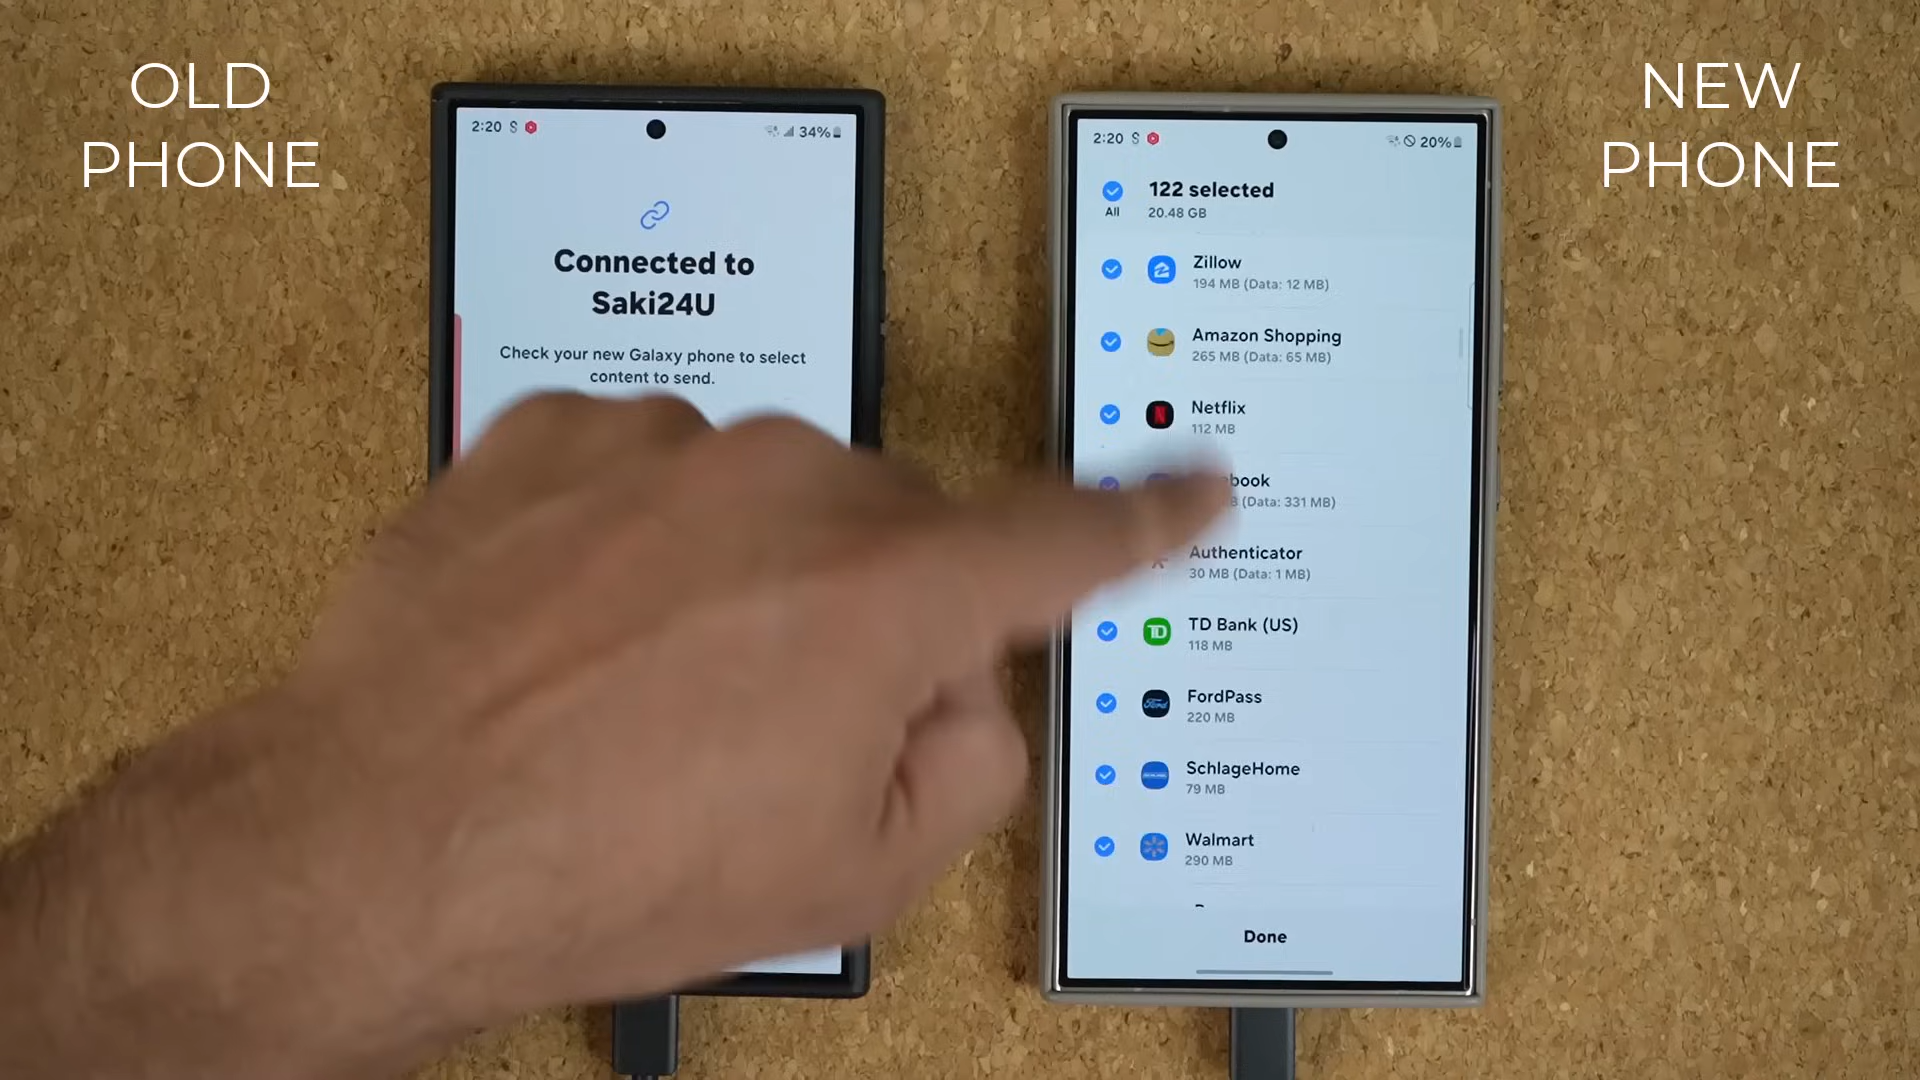 OLD
PHONE
NEW
PHONE
2:20
34%
Connected to
Saki24U
Check your new Galaxy phone to select
content to send.
2:20
20%
122 selected
All
20.48 GB
Zillow
194 MB (Data: 12 MB)
Amazon Shopping
265 MB (Data: 65 MB)
Netflix
112 MB
book
(Data: 331 MB)
Authenticator
30 MB (Data: 1 MB)
TD
TD Bank (US)
118 MB
Ford
FordPass
220 MB
SchlageHome
79 MB
Walmart
290 MB
Done